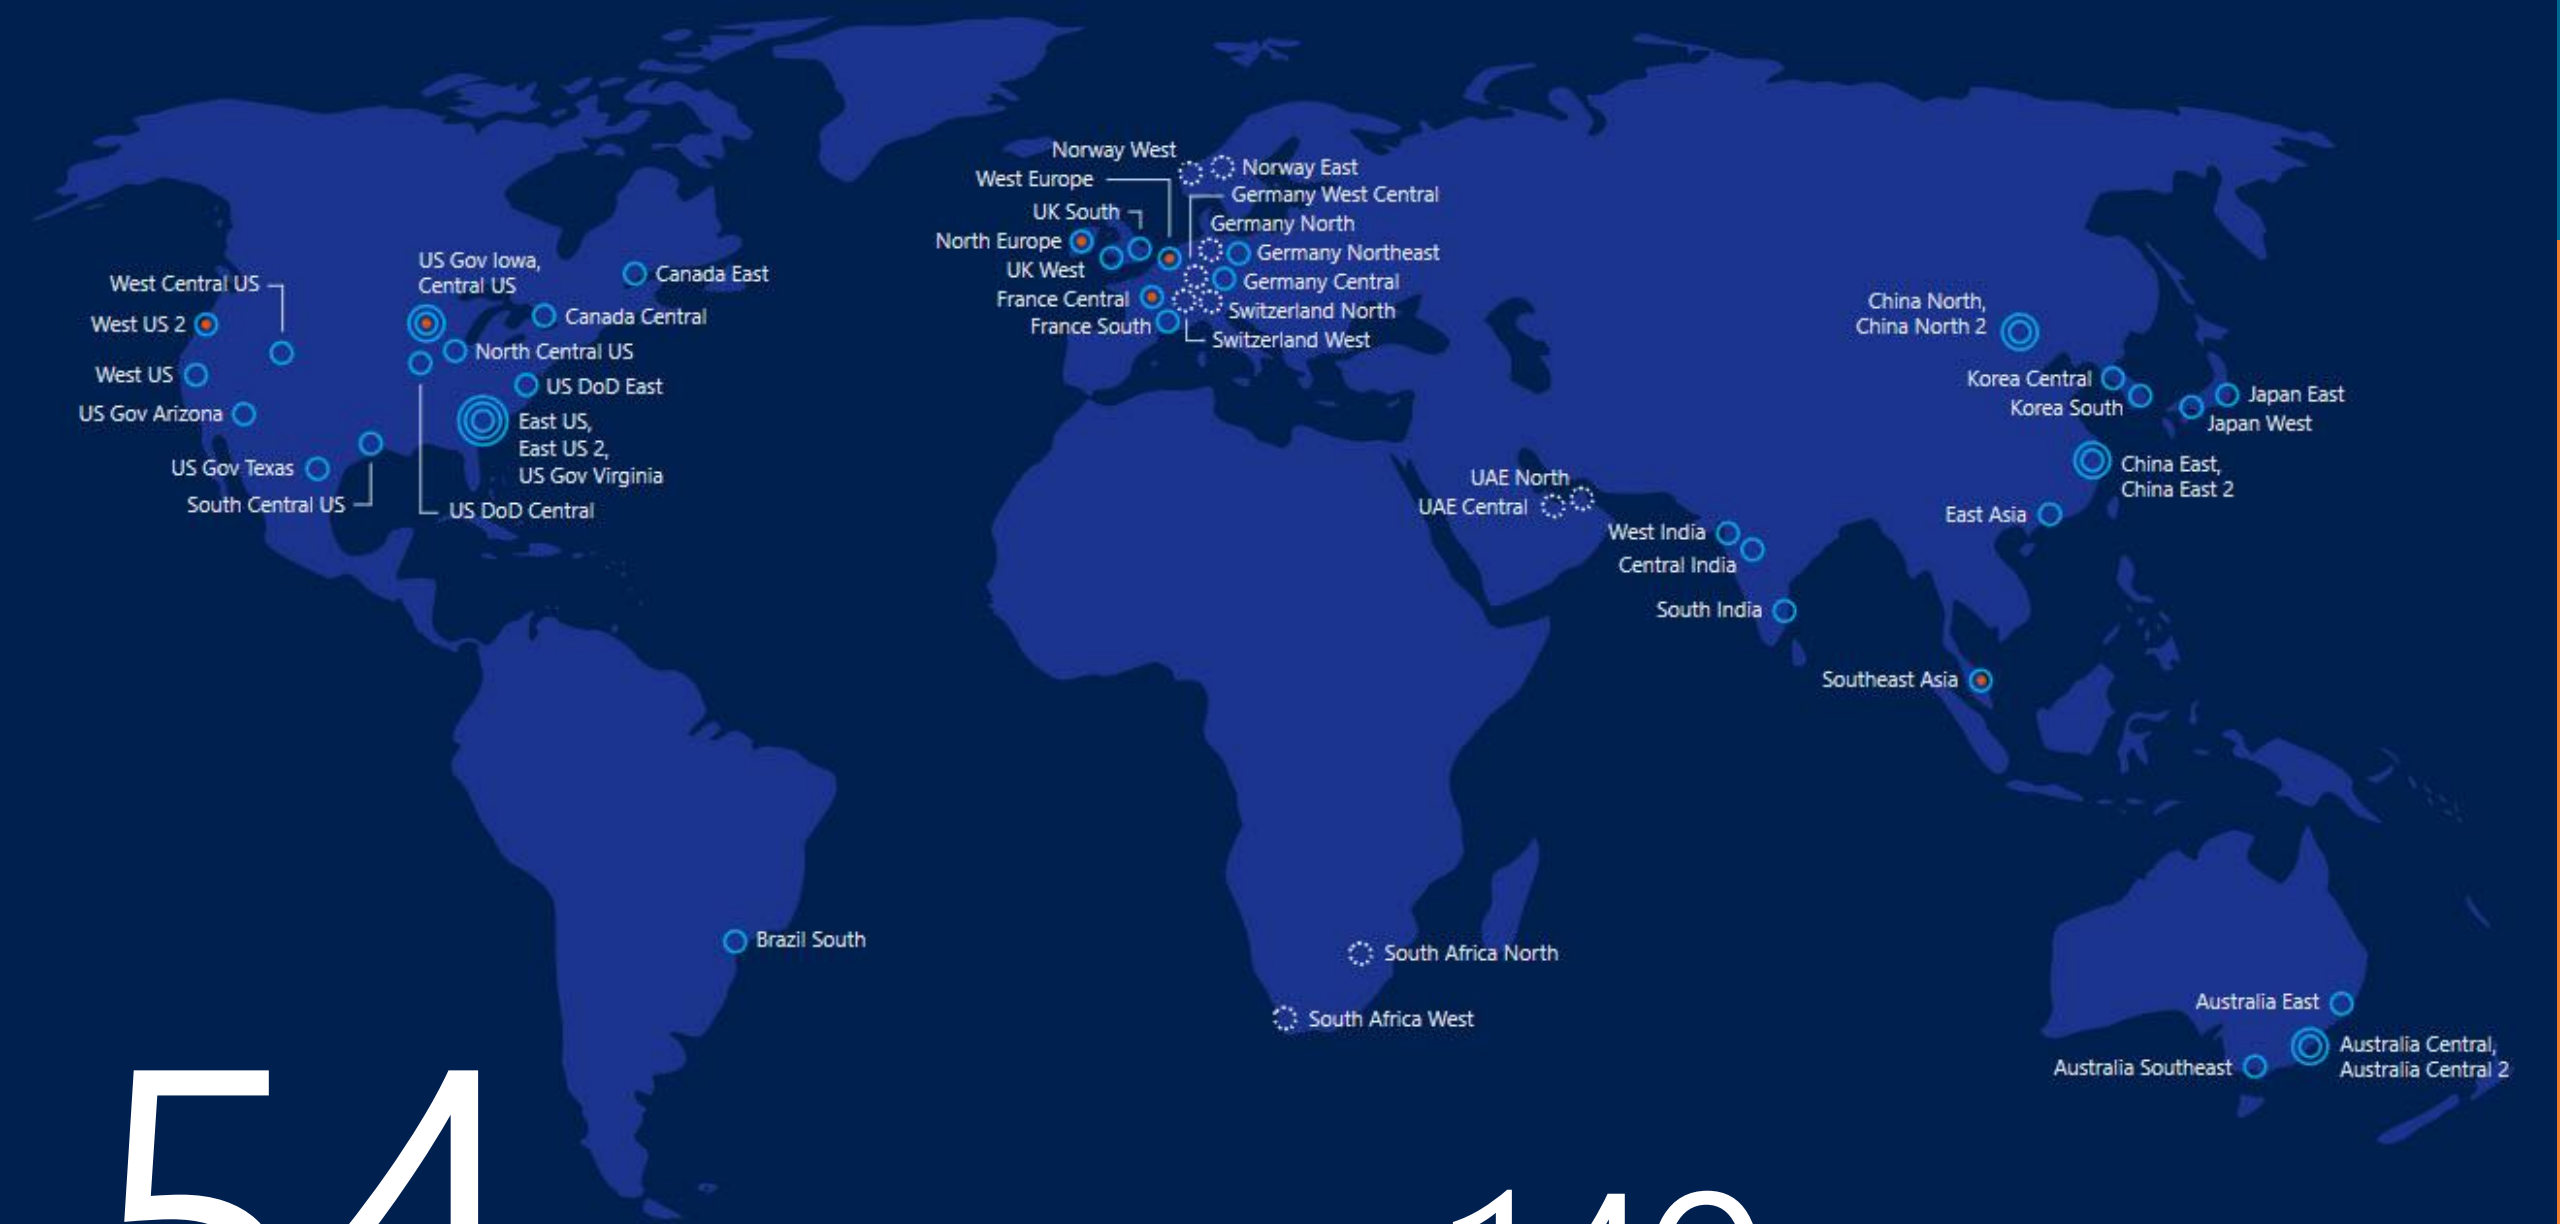 Norway West
Norway East
West Europe
Germany West Central
UK South
Germany North
North Europe
Germany Northeast
UK West
Germany Central
France Central
Switzerland North
France South
Switzerland West
US Gov Iowa,
Central US
Canada East
West Central US
West US 2
Canada Central
North Central US
West US
US DoD East
US Gov Arizona
East US,
East US 2,
US Gov Virginia
US Gov Texas
South Central US
US DoD Central
China North,
China North 2
Korea Central
Korea South
Japan East
Japan West
China East,
China East 2
East Asia
UAE North
UAE Central
West India
Central India
South India
Southeast Asia
Brazil South
South Africa North
South Africa West
Australia East
Australia Central,
Australia Central 2
Australia Southeast
54